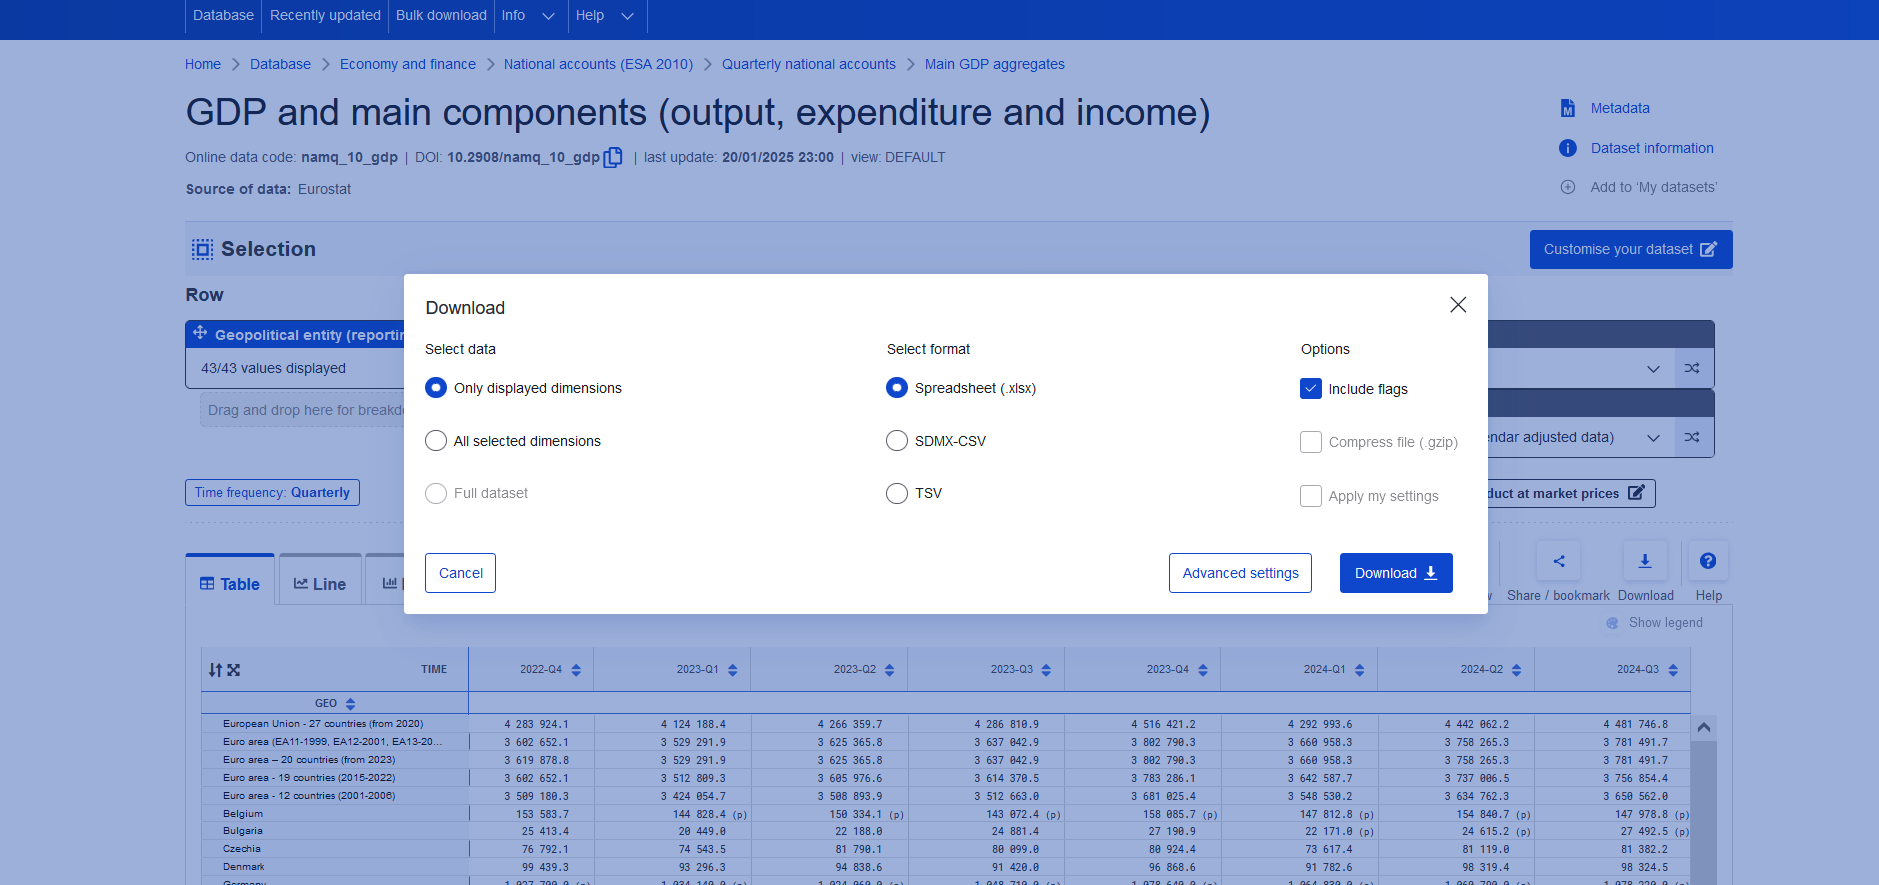 Database Recently updated Bulk download Info Help
Home Database Economy and finance National accounts (ESA 2010) Quarterly national accounts Main GDP aggregates
GDP and main components (output, expenditure and income)
Online data code: namq_10_gdp | DOI: 10.2908/namq_10_gdp | last update: 20/01/2025 23:00 | view: DEFAULT
Source of data: Eurostat
Metadata
Dataset information
Add to 'My datasets'
Selection
Customise your dataset
Row
Geopolitical entity (reportin
43/43 values displayed
Drag and drop here for breakdo
ndar adjusted data)
Time frequency: Quarterly
duct at market prices
Download
Select data Select format Options
Only displayed dimensions Spreadsheet (.xlsx) Include flags
All selected dimensions SDMX-CSV Compress file (.gzip)
Full dataset TSV Apply my settings
Cancel Advanced settings Download
Table Line
Share / bookmark Download Help
Show legend
TIME 2022-Q4 2023-Q1 2023-Q2 2023-Q3 2023-Q4 2024-Q1 2024-Q2 2024-Q3
GEO
European Union - 27 countries (from 2020) 4 283 924.1 4 124 188.4 4 266 359.7 4 286 810.9 4 516 421.2 4 292 993.6 4 442 062.2 4 481 746.8
Euro area (EA11-1999, EA12-2001, EA13-20... 3 602 652.1 3 529 291.9 3 625 365.8 3 637 042.9 3 802 790.3 3 660 958.3 3 758 265.3 3 781 491.7
Euro area – 20 countries (from 2023) 3 619 878.8 3 529 291.9 3 625 365.8 3 637 042.9 3 802 790.3 3 660 958.3 3 758 265.3 3 781 491.7
Euro area - 19 countries (2015-2022) 3 602 652.1 3 512 809.3 3 605 976.6 3 614 370.5 3 783 286.1 3 642 587.7 3 737 006.5 3 756 854.4
Euro area - 12 countries (2001-2006) 3 509 180.3 3 424 054.7 3 508 893.9 3 512 663.0 3 681 025.4 3 548 530.2 3 634 762.3 3 650 562.0
Belgium 153 583.7 144 828.4 (p) 150 334.1 (p) 143 072.4 (p) 158 085.7 (p) 147 812.8 (p) 154 840.7 (p) 147 978.8 (p)
Bulgaria 25 413.4 20 449.0 22 188.0 24 881.4 27 190.9 22 171.0 (p) 24 615.2 (p) 27 492.5 (p)
Czechia 76 792.1 74 543.5 81 790.1 80 099.0 80 924.4 73 617.4 81 119.0 81 382.2
Denmark 99 439.3 93 296.3 94 838.6 91 420.0 96 868.6 91 782.6 98 319.4 98 324.5
Germany